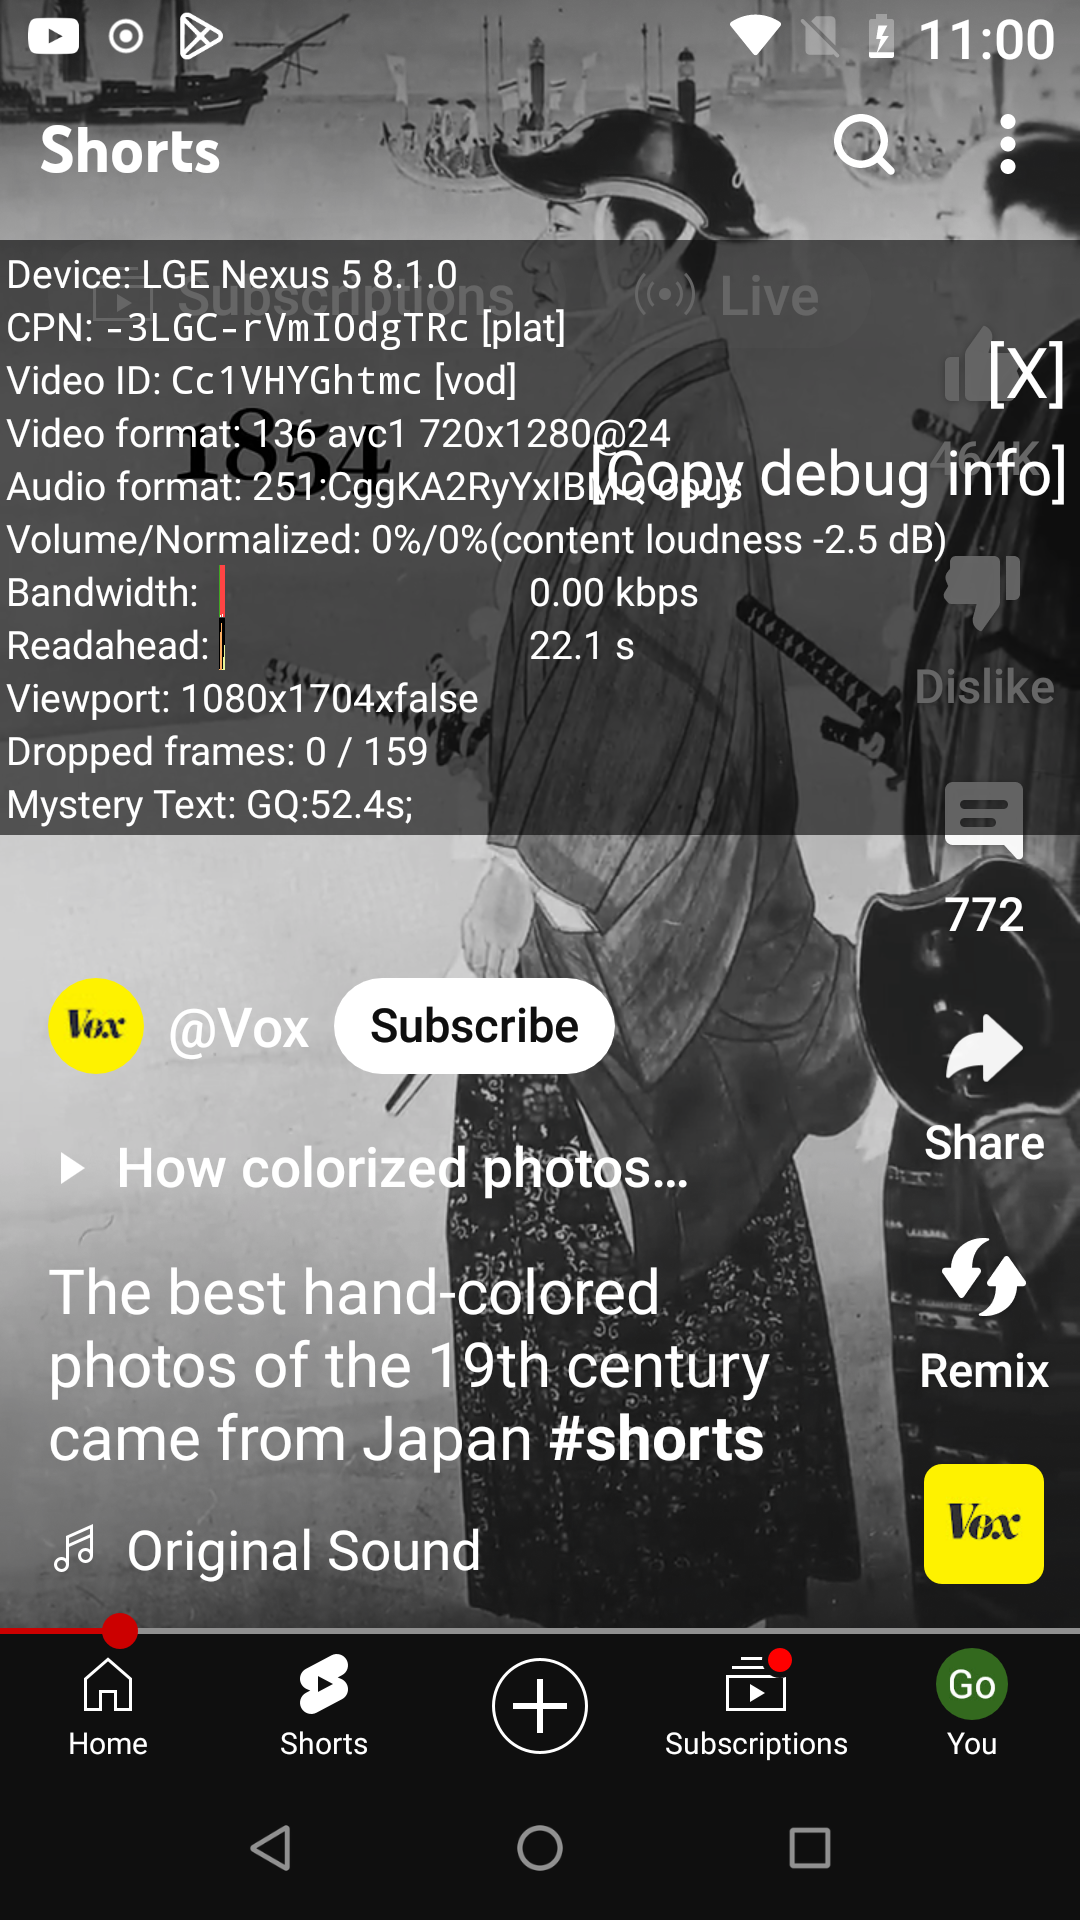 11:00
Shorts
Subscriptions
Live
Device: LGE Nexus 5 8.1.0
CPN: -3LGC-rVmIOdgTRc [plat]
Video ID: Cc1VHYGhtmc [vod]
[X]
1854
Video format: 136 avc1 720x1280@24
464K
[Copy debug info]
Audio format: 251:CggKA2RyYxIBMQ opus
Volume/Normalized: 0%/0%(content loudness -2.5 dB)
Bandwidth: 0.00 kbps
Readahead: 22.1 s
Dislike
Viewport: 1080x1704xfalse
Dropped frames: 0 / 159
Mystery Text: GQ:52.4s;
772
Vox @Vox Subscribe
Share
How colorized photos...
The best hand-colored
photos of the 19th century
came from Japan #shorts
Remix
Vox
Original Sound
Home
Shorts
Subscriptions
Go
You